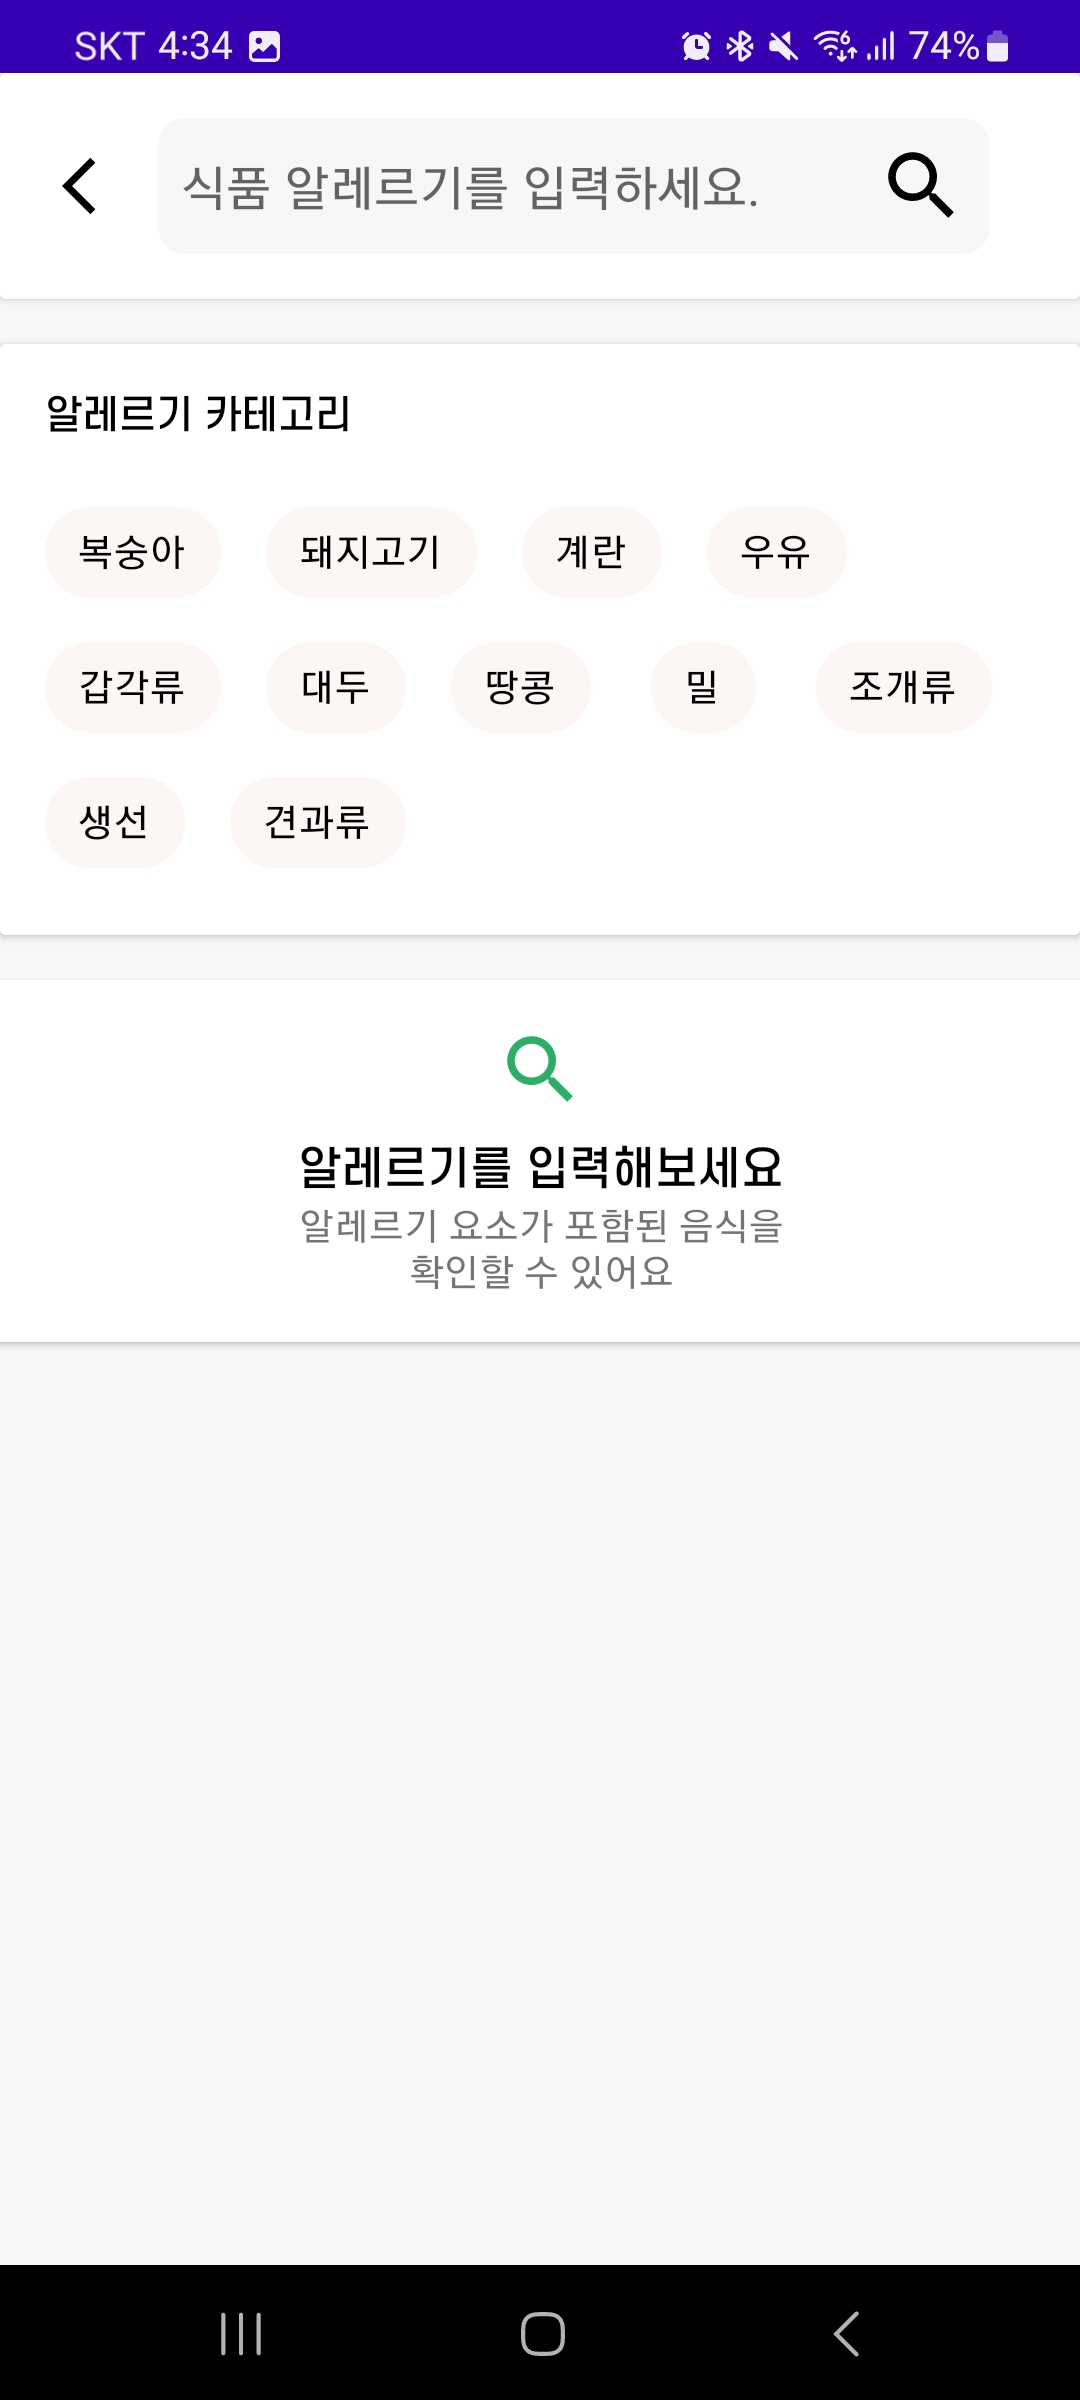 SKT 4:34 74%
식품 알레르기를 입력하세요.
알레르기 카테고리
복숭아 돼지고기 계란 우유
갑각류 대두 땅콩 밀 조개류
생선 견과류
알레르기를 입력해보세요
알레르기 요소가 포함된 음식을
확인할 수 있어요